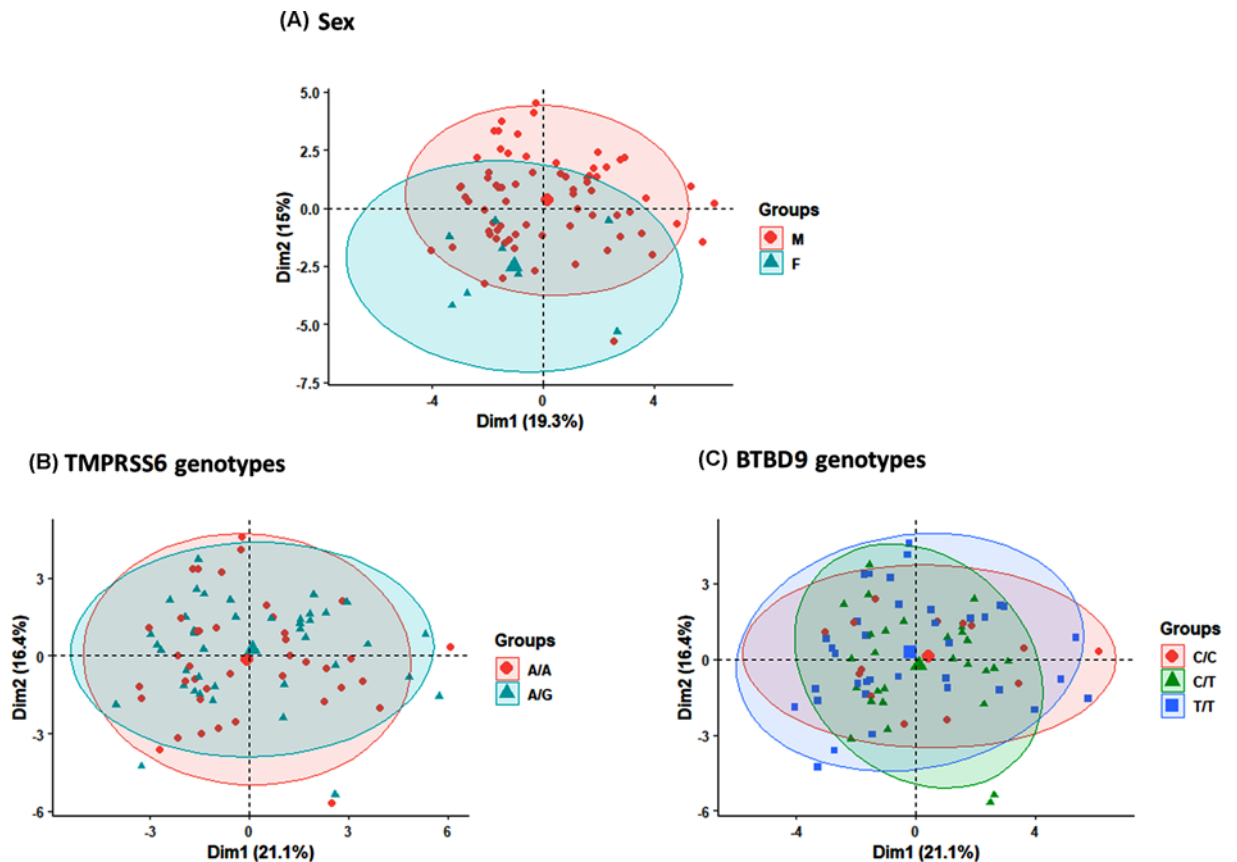 (A) Sex
5.0
2.5
0.0
-2.5
-5.0
-7.5
Dim2 (15%)
-4
0
4
Dim1 (19.3%)
Groups
M
F
(B) TMPRSS6 genotypes
3
0
-3
-6
Dim2 (16.4%)
-3
0
3
6
Dim1 (21.1%)
Groups
A/A
A/G
(C) BTBD9 genotypes
3
0
-3
-6
Dim2 (16.4%)
-4
0
4
Dim1 (21.1%)
Groups
C/C
C/T
T/T